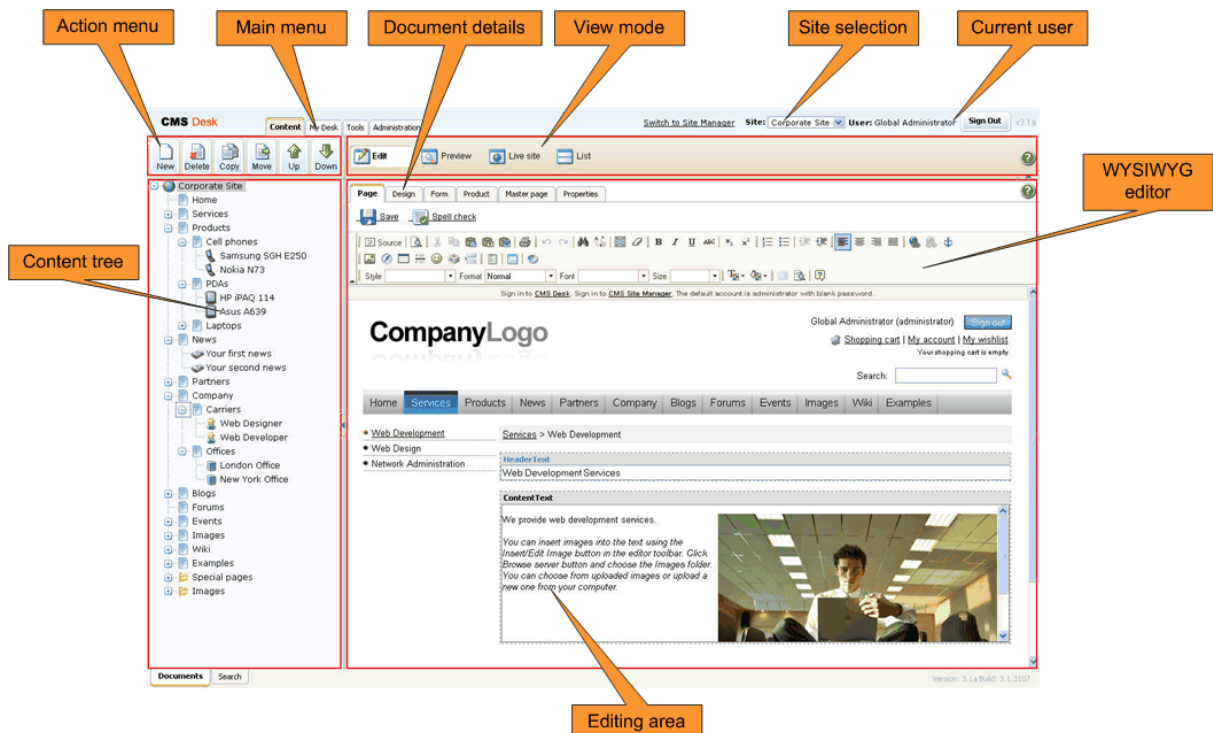 Action menu
Main menu
Document details
View mode
Site selection
Current user
CMS Desk
Content My Desk Tools Administration
Switch to Site Manager Site: Corporate Site User: Global Administrator Sign Out v3.1a
New Delete Copy Move Up Down
Edit Preview Live site List
WYSIWYG
editor
Content tree
Corporate Site
Home
Services
Products
Cell phones
Samsung SGH E250
Nokia N73
PDAs
HP iPAQ 114
Asus A639
Laptops
News
Your first news
Your second news
Partners
Company
Carriers
Web Designer
Web Developer
Offices
London Office
New York Office
Blogs
Forums
Events
Images
Wiki
Examples
Special pages
Images
Documents Search
Page Design Form Product Master page Properties
Save Spell check
Source B I U ABC
Style Format Normal Font Size
Sign in to CMS Desk. Sign in to CMS Site Manager. The default account is administrator with blank password.
CompanyLogo
Global Administrator (administrator) Sign out
Shopping cart | My account | My wishlist
Your shopping cart is empty
Search:
Home Services Products News Partners Company Blogs Forums Events Images Wiki Examples
Web Development
Web Design
Network Administration
Services > Web Development
HeaderText
Web Development Services
ContentText
We provide web development services.
You can insert images into the text using the
Insert/Edit Image button in the editor toolbar. Click
Browse server button and choose the Images folder.
You can choose from uploaded images or upload a
new one from your computer.
Version: 3.1a Build: 3.1.3107
Editing area